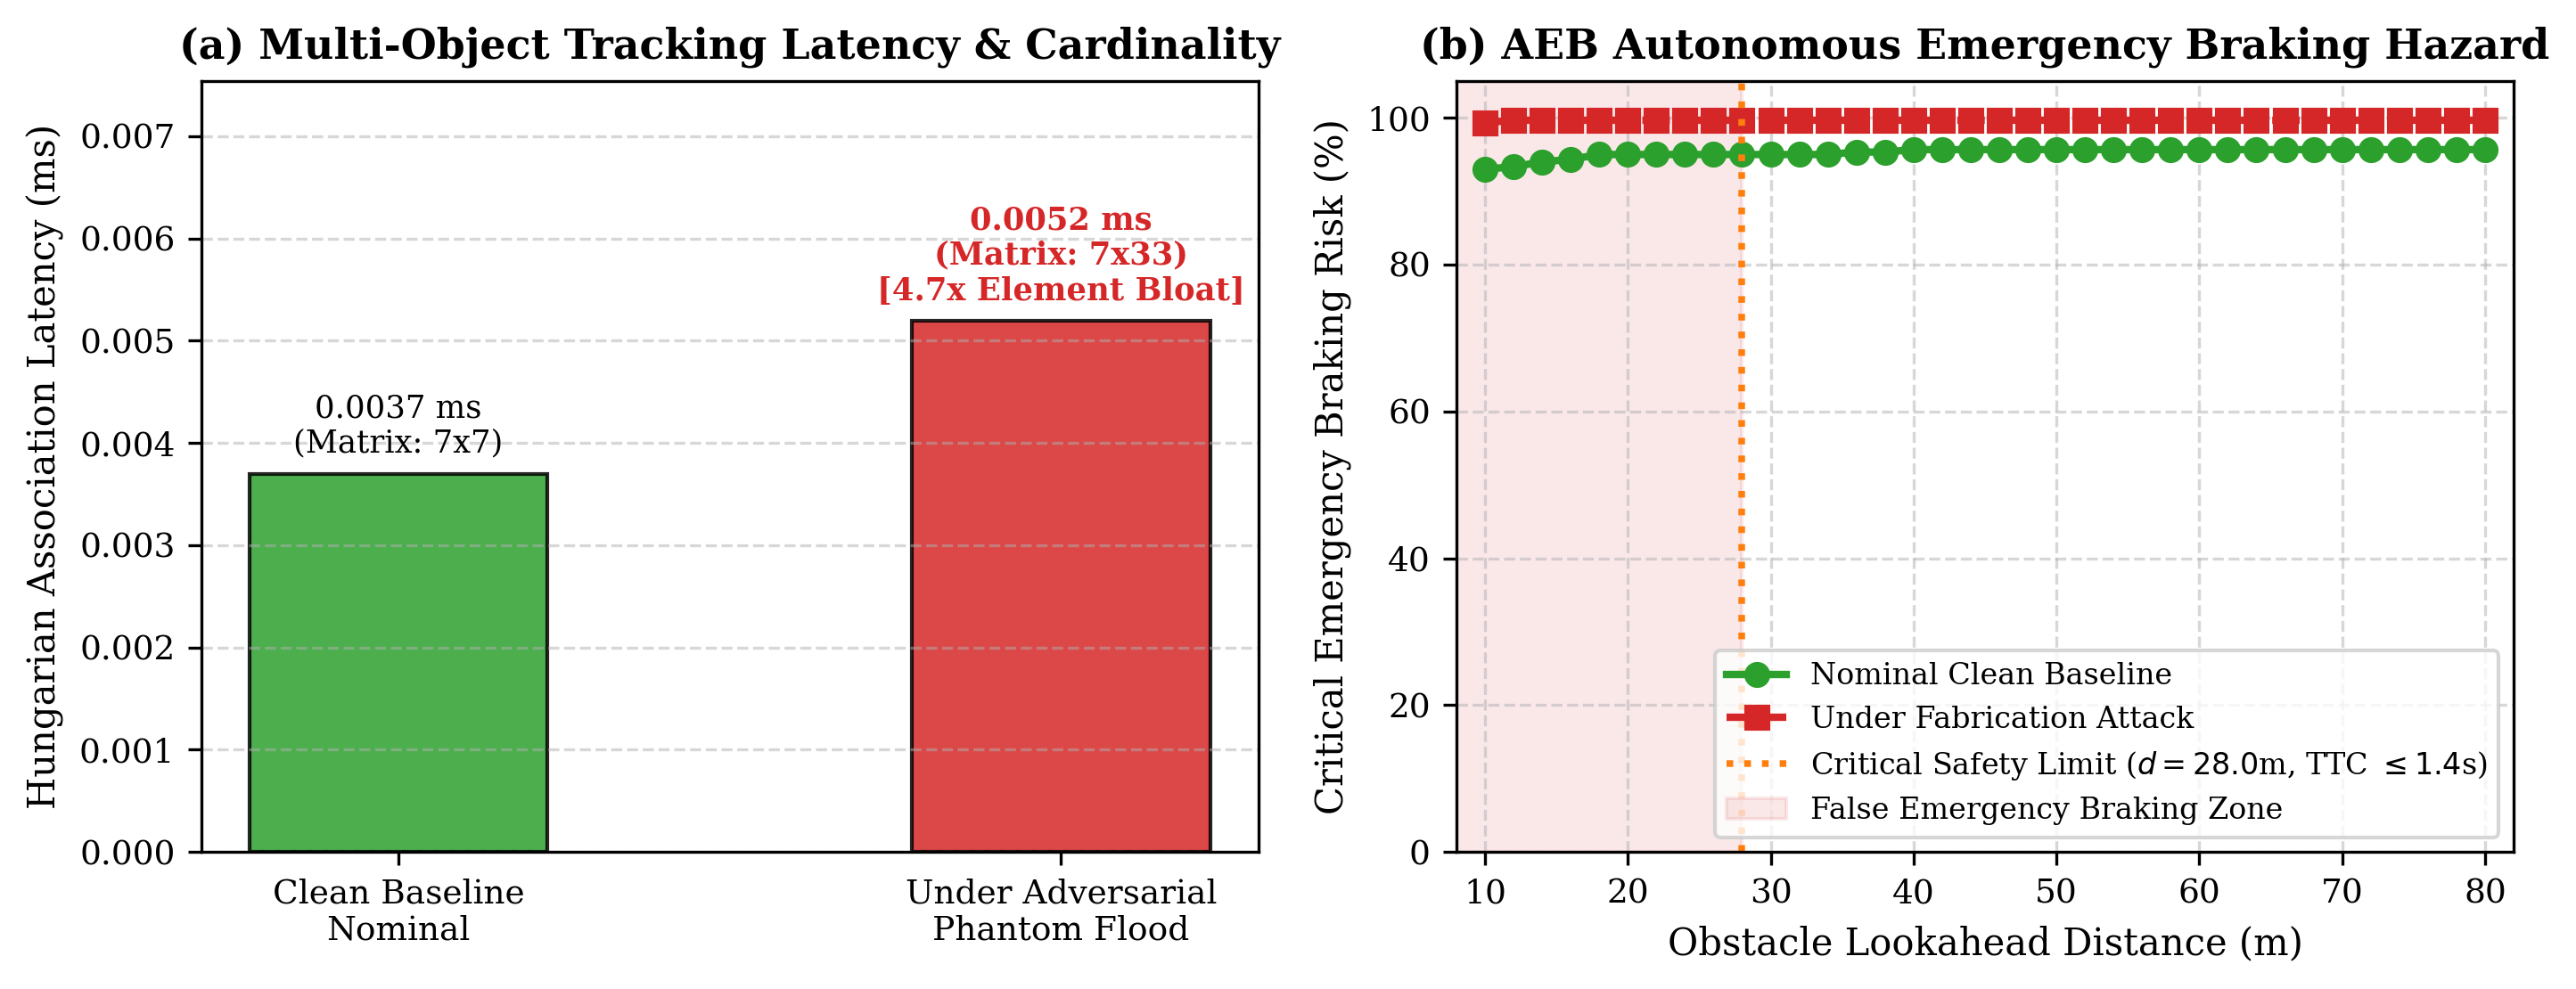 (a) Multi-Object Tracking Latency & Cardinality
Hungarian Association Latency (ms)
0.007
0.006
0.005
0.004
0.003
0.002
0.001
0.000
0.0037 ms
(Matrix: 7x7)
0.0052 ms
(Matrix: 7x33)
[4.7x Element Bloat]
Clean Baseline
Nominal
Under Adversarial
Phantom Flood
(b) AEB Autonomous Emergency Braking Hazard
Critical Emergency Braking Risk (%)
100
80
60
40
20
0
Nominal Clean Baseline
Under Fabrication Attack
Critical Safety Limit (d = 28.0m, TTC ≤ 1.4s)
False Emergency Braking Zone
10 20 30 40 50 60 70 80
Obstacle Lookahead Distance (m)